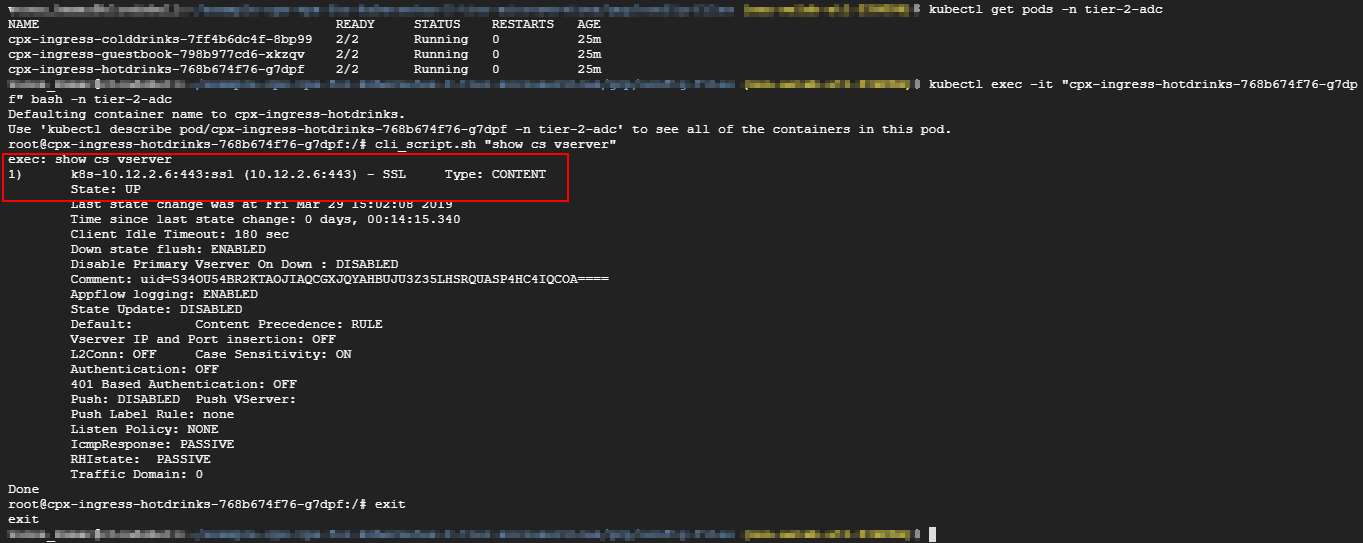 kubectl get pods -n tier-2-adc
NAME READY STATUS RESTARTS AGE
cpx-ingress-colddrinks-7ff4b6dc4f-8bp99 2/2 Running 0 25m
cpx-ingress-guestbook-798b977cd6-xkzqv 2/2 Running 0 25m
cpx-ingress-hotdrinks-768b674f76-g7dpf 2/2 Running 0 25m
kubectl exec -it "cpx-ingress-hotdrinks-768b674f76-g7dp
f" bash -n tier-2-adc
Defaulting container name to cpx-ingress-hotdrinks.
Use 'kubectl describe pod/cpx-ingress-hotdrinks-768b674f76-g7dpf -n tier-2-adc' to see all of the containers in this pod.
root@cpx-ingress-hotdrinks-768b674f76-g7dpf:/# cli_script.sh "show cs vserver"
exec: show cs vserver
1) k8s-10.12.2.6:443:ssl (10.12.2.6:443) - SSL Type: CONTENT
State: UP
Last state change was at Fri Mar 29 15:02:08 2019
Time since last state change: 0 days, 00:14:15.340
Client Idle Timeout: 180 sec
Down state flush: ENABLED
Disable Primary Vserver On Down : DISABLED
Comment: uid=S34OU54BR2KTAOJIAQCGXJQYAHBUJU3Z35LHSRQUASP4HC4IQCOA====
Appflow logging: ENABLED
State Update: DISABLED
Default: Content Precedence: RULE
Vserver IP and Port insertion: OFF
L2Conn: OFF Case Sensitivity: ON
Authentication: OFF
401 Based Authentication: OFF
Push: DISABLED Push VServer:
Push Label Rule: none
Listen Policy: NONE
IcmpResponse: PASSIVE
RHIstate: PASSIVE
Traffic Domain: 0
Done
root@cpx-ingress-hotdrinks-768b674f76-g7dpf:/# exit
exit